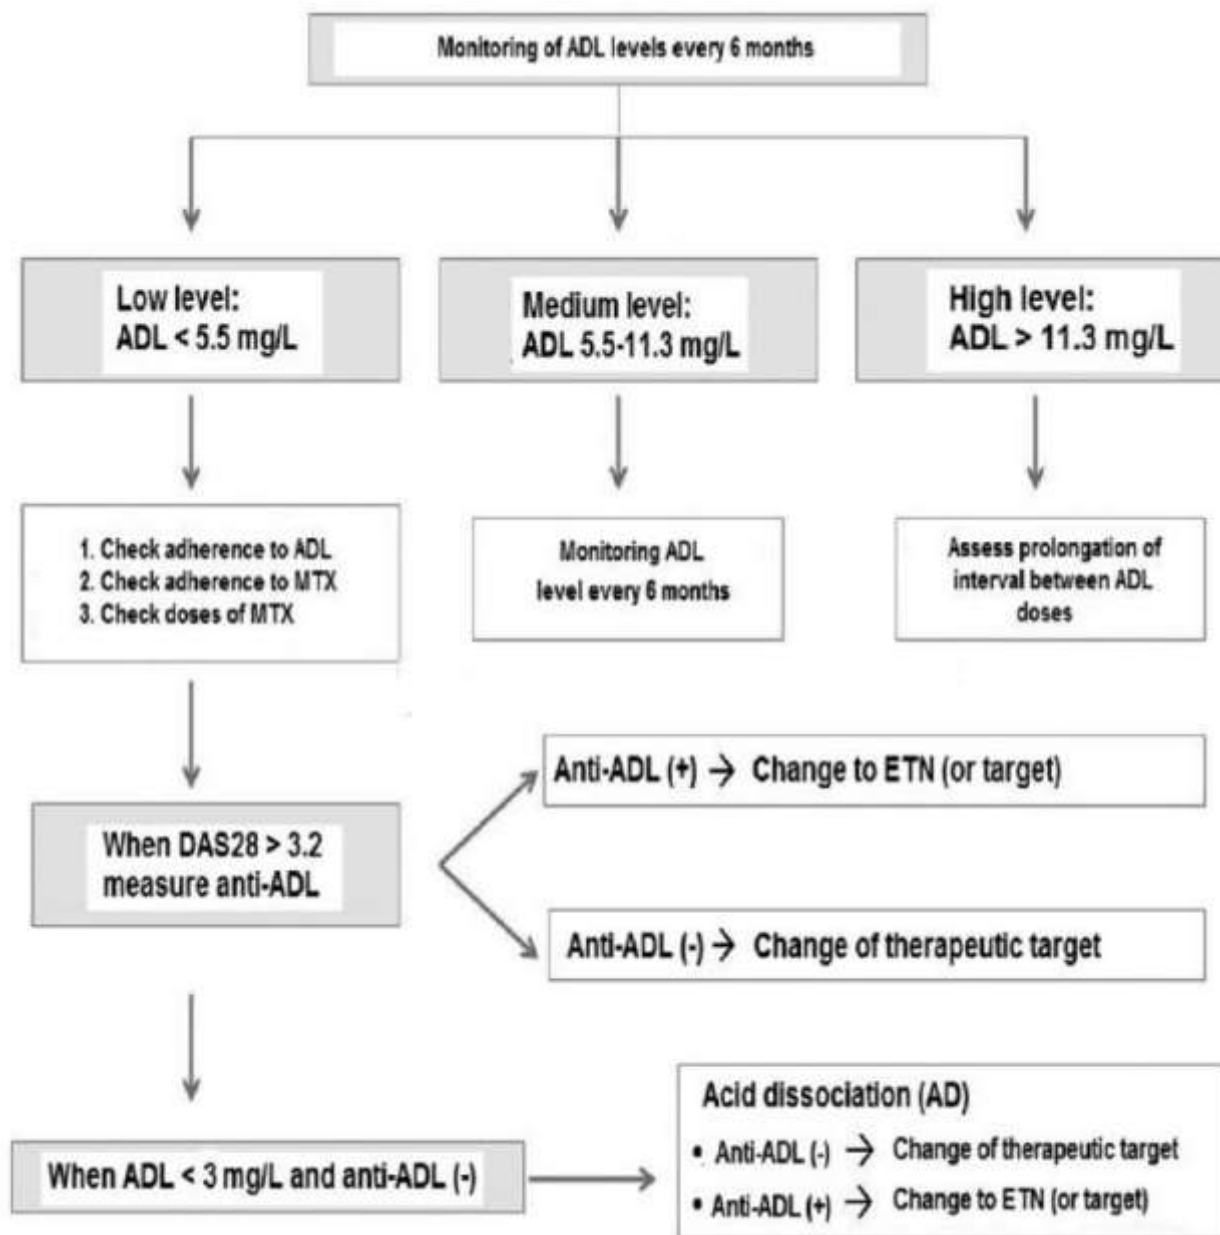 Monitoring of ADL levels every 6 months
Low level:
ADL < 5.5 mg/L
Medium level:
ADL 5.5-11.3 mg/L
High level:
ADL > 11.3 mg/L
1. Check adherence to ADL
2. Check adherence to MTX
3. Check doses of MTX
Monitoring ADL
level every 6 months
Assess prolongation of
interval between ADL
doses
When DAS28 > 3.2
measure anti-ADL
Anti-ADL (+) → Change to ETN (or target)
Anti-ADL (-) → Change of therapeutic target
When ADL < 3 mg/L and anti-ADL (-)
Acid dissociation (AD)
• Anti-ADL (-) → Change of therapeutic target
• Anti-ADL (+) → Change to ETN (or target)